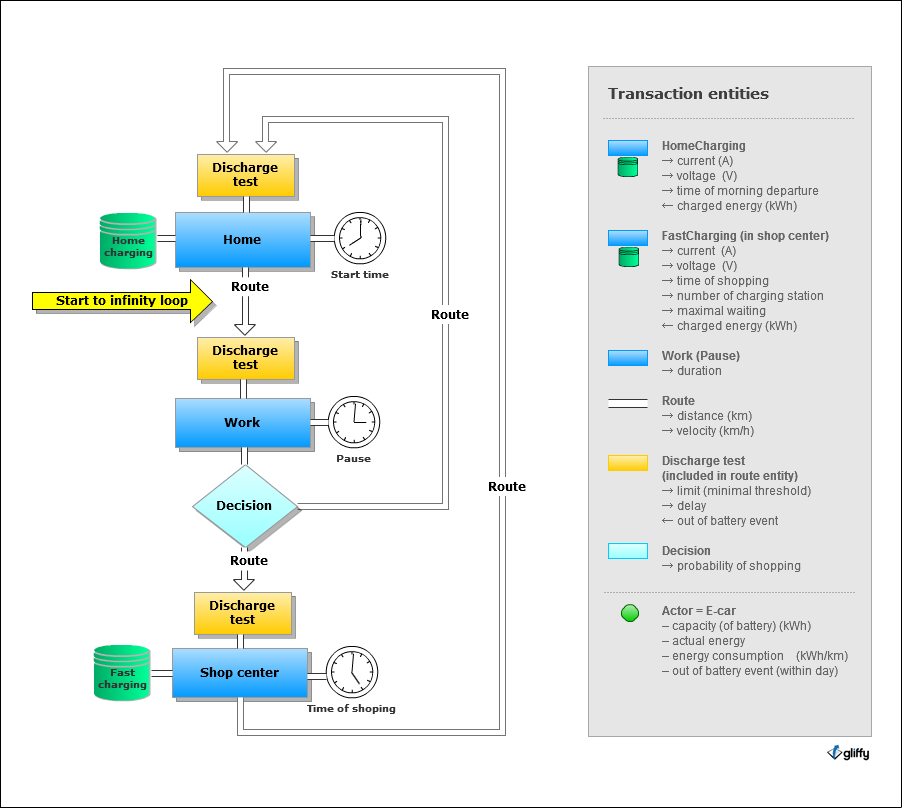 Discharge
test
Home
charging
Home
Start time
Route
Start to infinity loop
Discharge
test
Route
Work
Pause
Decision
Route
Route
Discharge
test
Fast
charging
Shop center
Time of shoping
Transaction entities
HomeCharging
→ current (A)
→ voltage (V)
→ time of morning departure
← charged energy (kWh)
FastCharging (in shop center)
→ current (A)
→ voltage (V)
→ time of shopping
→ number of charging station
→ maximal waiting
← charged energy (kWh)
Work (Pause)
→ duration
Route
→ distance (km)
→ velocity (km/h)
Discharge test
(included in route entity)
→ limit (minimal threshold)
→ delay
← out of battery event
Decision
→ probability of shopping
Actor = E-car
– capacity (of battery) (kWh)
– actual energy
– energy consumption (kWh/km)
– out of battery event (within day)
gliffy